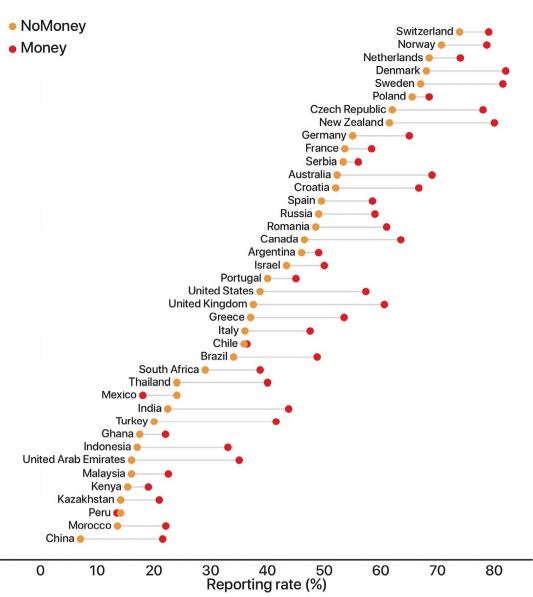 NoMoney
Money
Switzerland
Norway
Netherlands
Denmark
Sweden
Poland
Czech Republic
New Zealand
Germany
France
Serbia
Australia
Croatia
Spain
Russia
Romania
Canada
Argentina
Israel
Portugal
United States
United Kingdom
Greece
Italy
Chile
Brazil
South Africa
Thailand
Mexico
India
Turkey
Ghana
Indonesia
United Arab Emirates
Malaysia
Kenya
Kazakhstan
Peru
Morocco
China
0 10 20 30 40 50 60 70 80
Reporting rate (%)